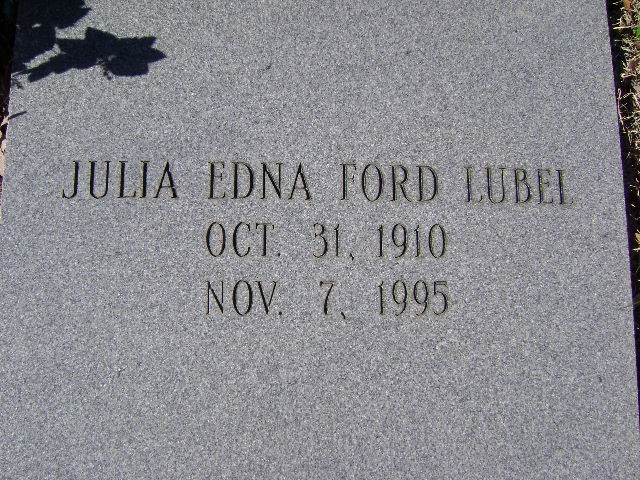 JULIA EDNA FORD LUBEL
OCT. 31, 1910
NOV. 7, 1995